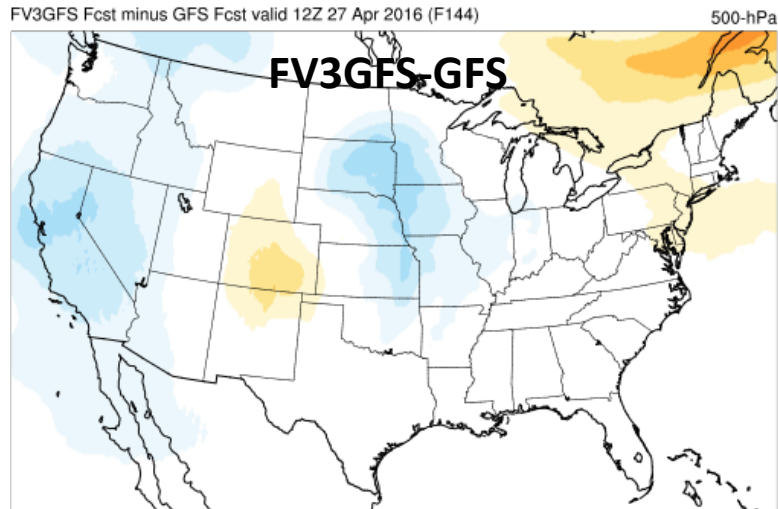 FV3GFS Fcst minus GFS Fcst valid 12Z 27 Apr 2016 (F144)
500-hPa
FV3GFS-GFS